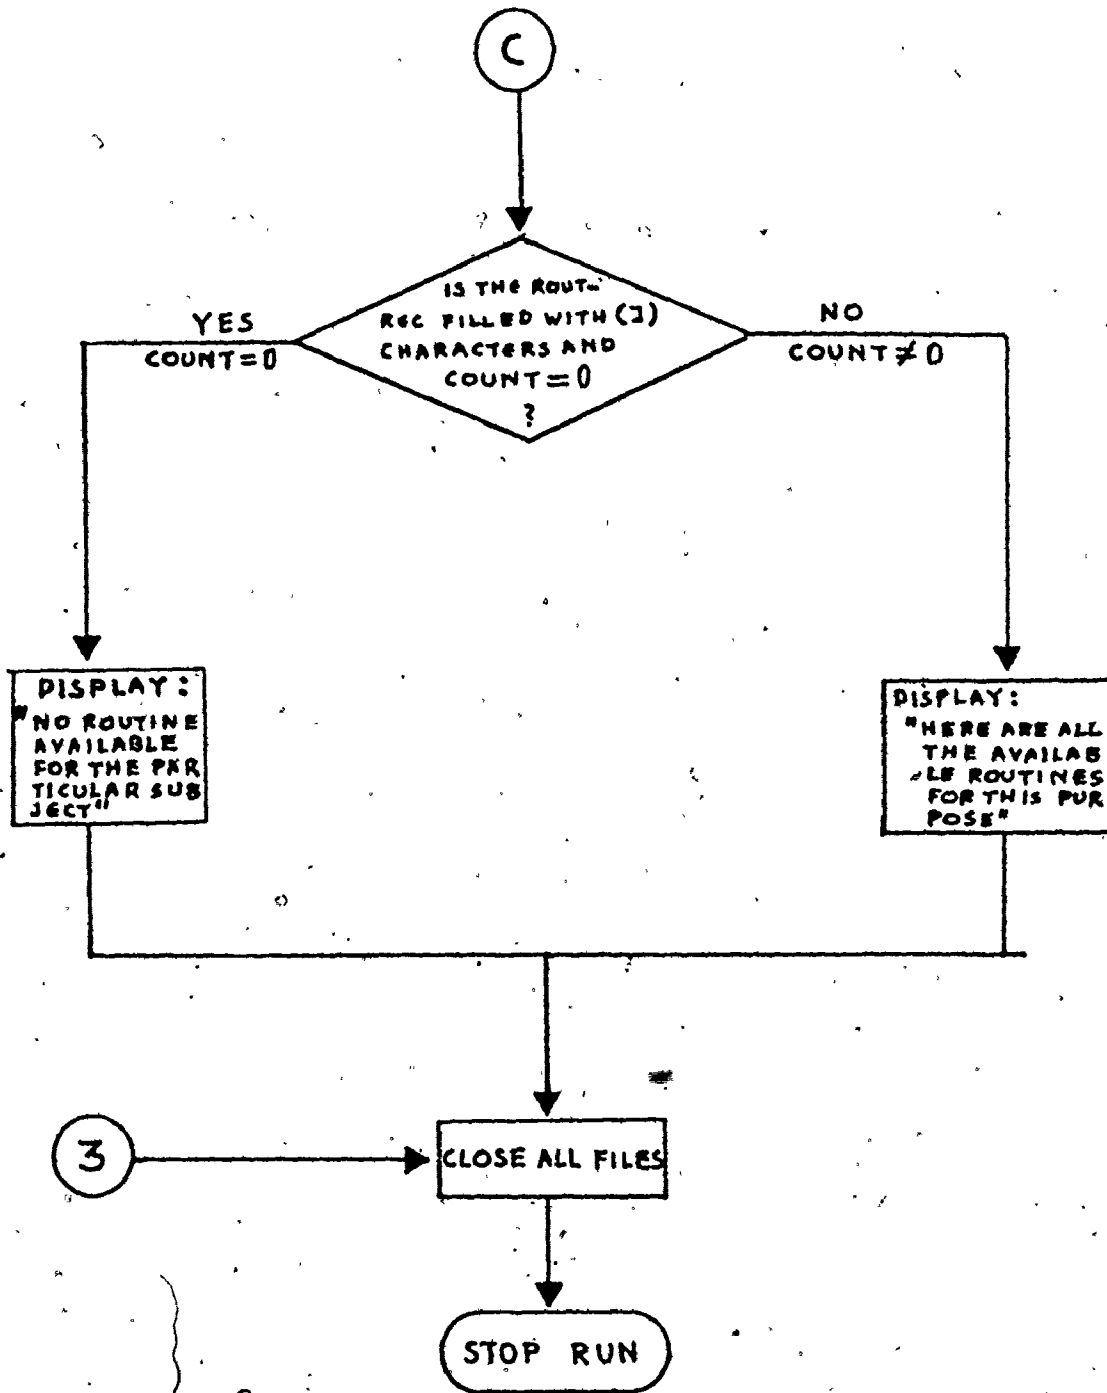 C
IS THE ROUT-
REC FILLED WITH (])
CHARACTERS AND
COUNT=0
?
YES
COUNT=0
NO
COUNT≠0
DISPLAY:
"NO ROUTINE
AVAILABLE
FOR THE PAR
TICULAR SUB
JECT"
DISPLAY:
"HERE ARE ALL
THE AVAILAB
LE ROUTINES
FOR THIS PUR
POSE"
3
CLOSE ALL FILES
STOP RUN